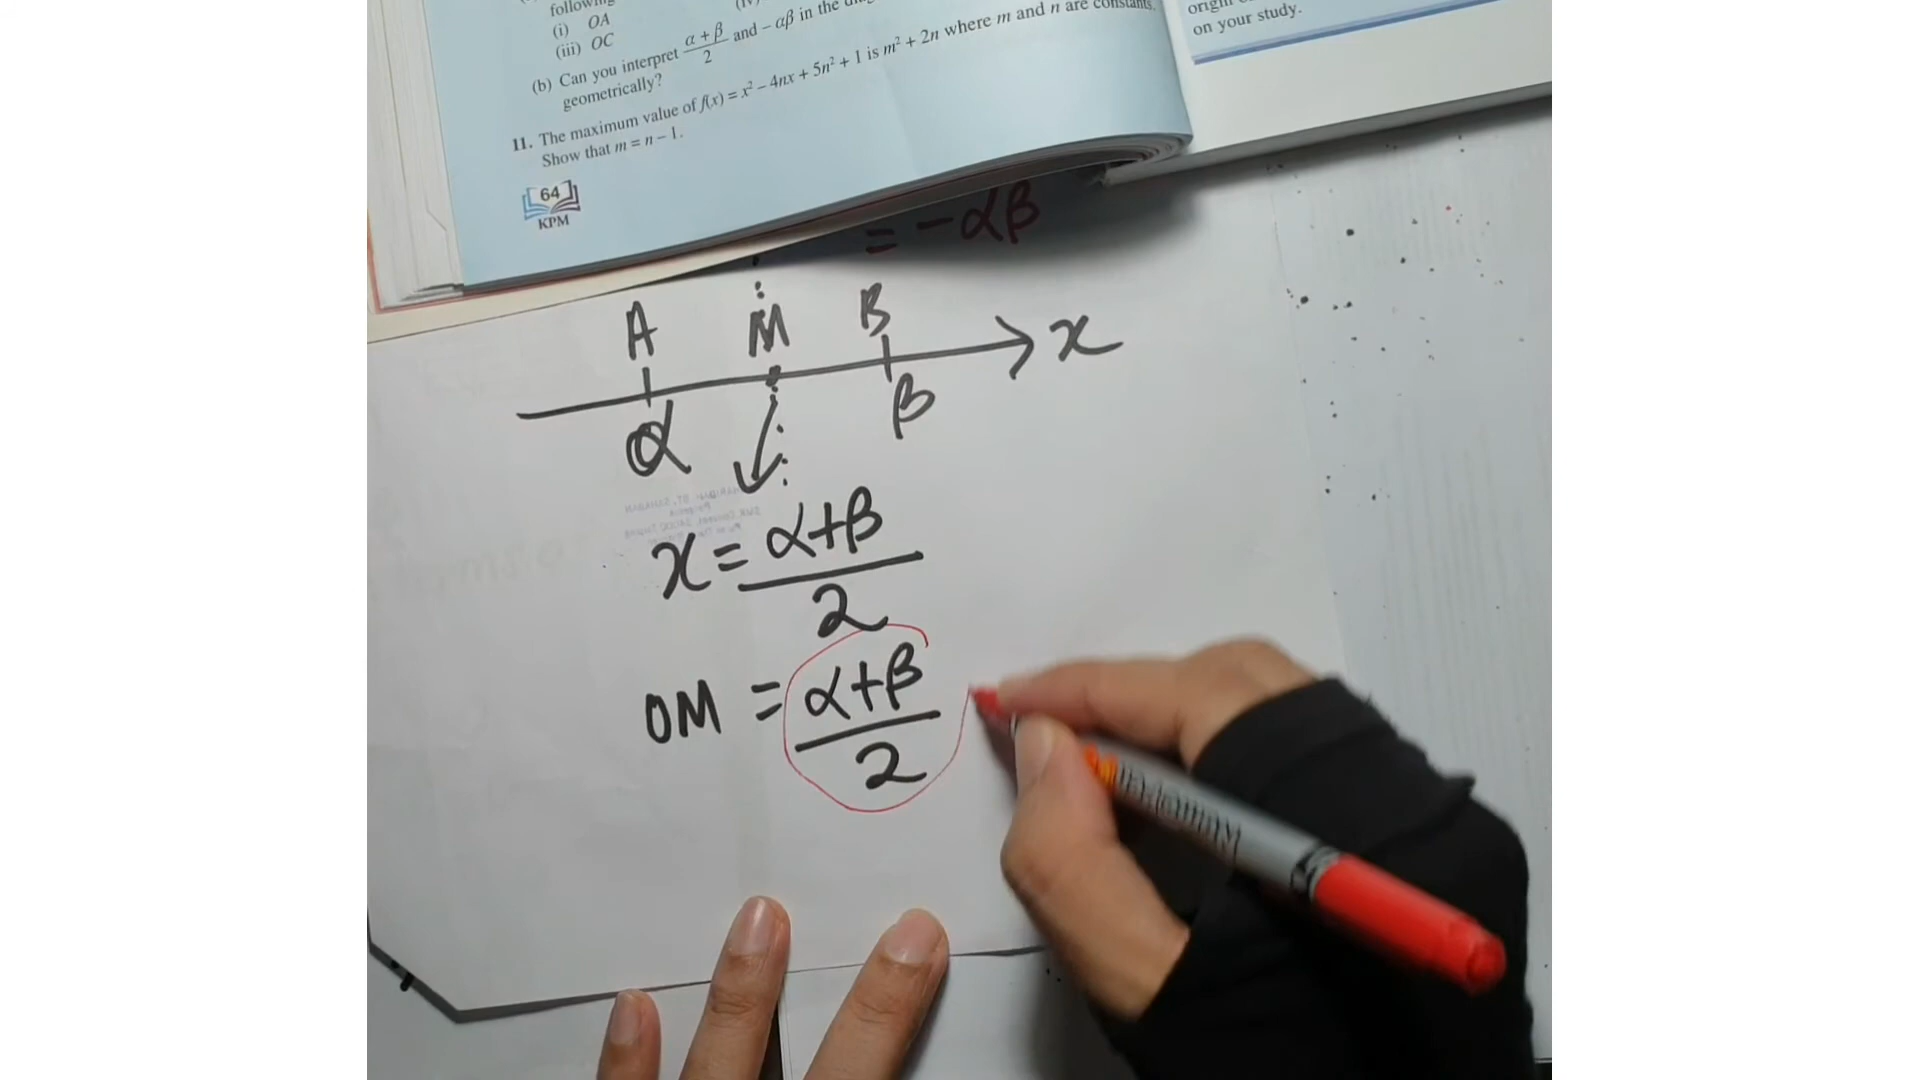 following
(i) OA
(iii) OC
(b) Can you interpret (α + β)/2 and – αβ in the
geometrically?
11. The maximum value of f(x) = x² – 4nx + 5n² + 1 is m² + 2n where m and n are constants.
Show that m = n – 1.
64
KPM
on your study.
= -αβ
A M B
x
α β
x = (α+β)/2
OM = (α+β)/2